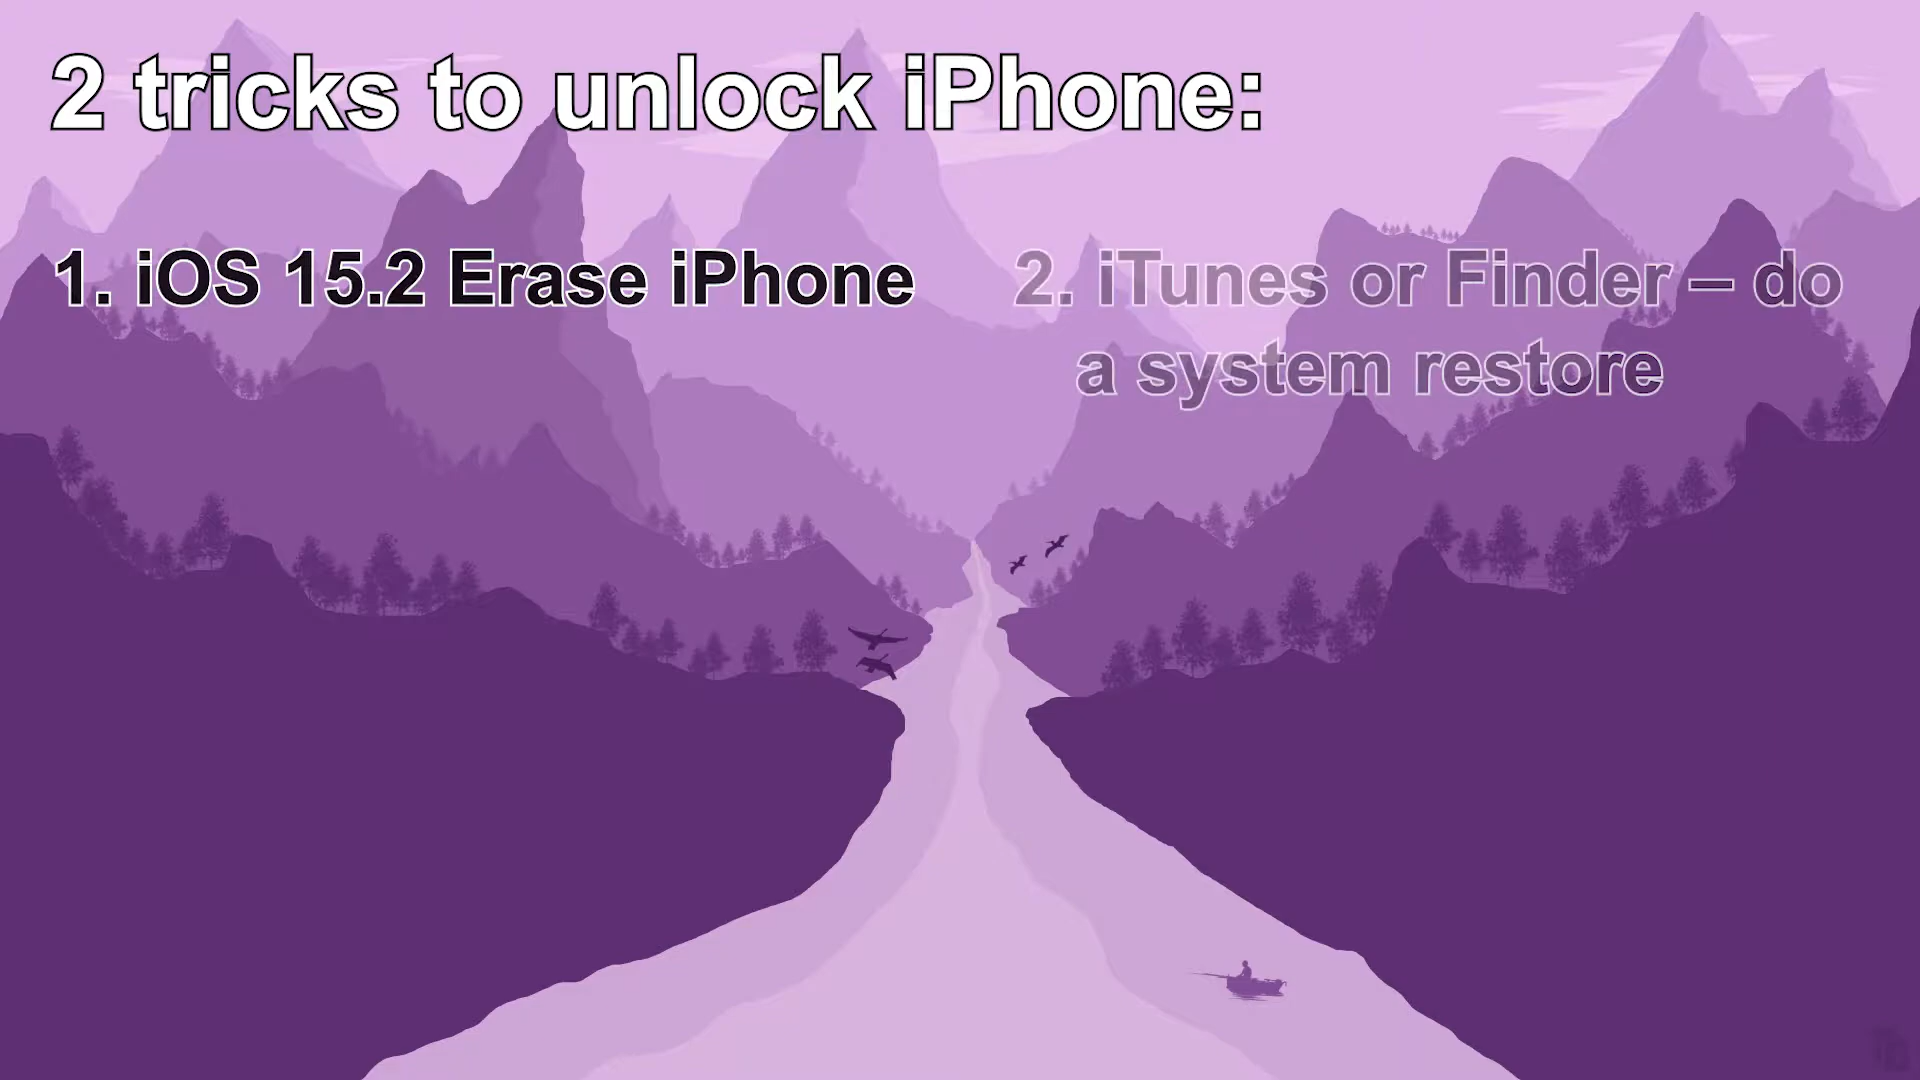 2 tricks to unlock iPhone:
1. iOS 15.2 Erase iPhone
2. iTunes or Finder – do
a system restore